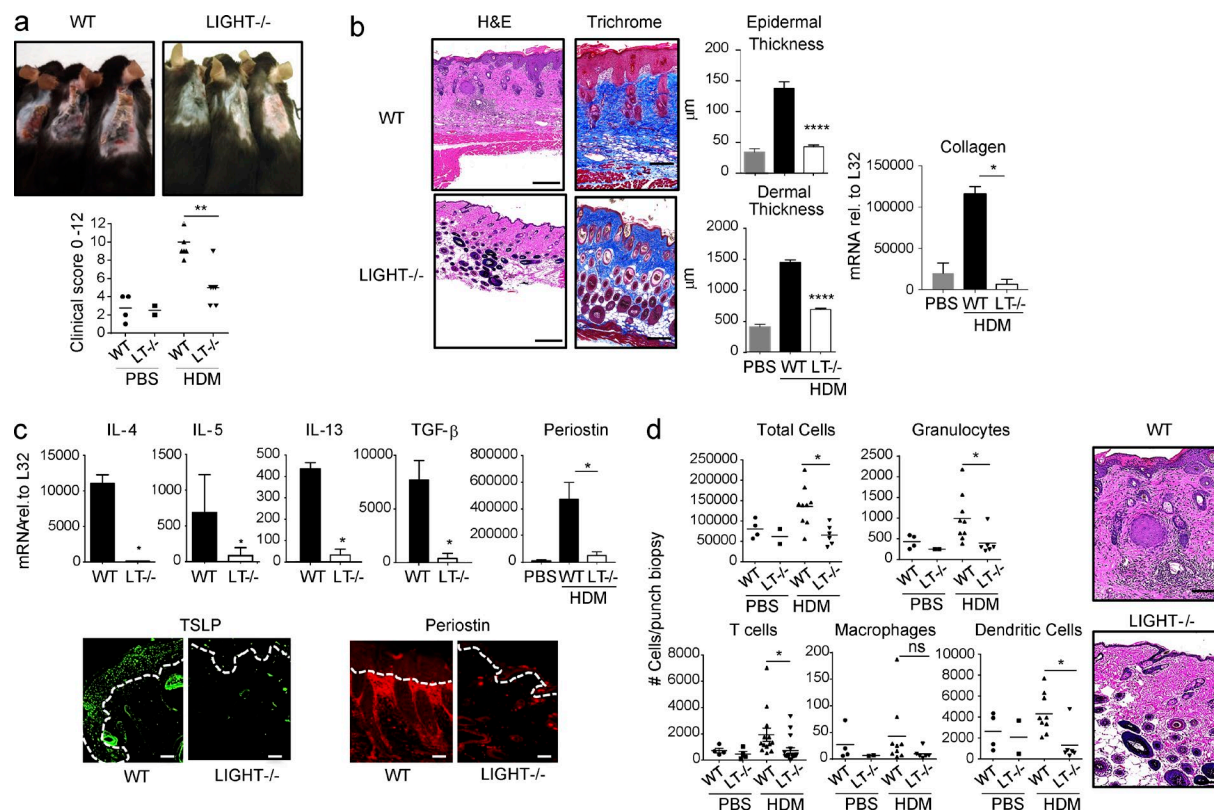 a
WT
LIGHT-/-
Clinical score 0 -12
12
10
8
6
4
2
0
**
WT
LT-/-
WT
LT-/-
PBS
HDM
b
H&E
Trichrome
WT
LIGHT-/-
Epidermal
Thickness
µm
200
150
100
50
0
****
Dermal
Thickness
µm
2000
1500
1000
500
0
****
PBS
WT
LT-/-
HDM
Collagen
mRNA rel. to L32
150000
100000
50000
0
*
PBS
WT
LT-/-
HDM
c
mRNA rel. to L32
IL-4
15000
10000
5000
0
*
WT
LT-/-
IL-5
1500
1000
500
0
*
WT
LT-/-
IL-13
500
400
300
200
100
0
*
WT
LT-/-
TGF-β
10000
5000
0
*
WT
LT-/-
Periostin
800000
600000
400000
200000
0
*
PBS
WT
LT-/-
HDM
TSLP
WT
LIGHT-/-
Periostin
WT
LIGHT-/-
d
# Cells/punch biopsy
Total Cells
250000
200000
150000
100000
50000
0
*
WT
LT-/-
WT
LT-/-
PBS
HDM
Granulocytes
2500
2000
1500
1000
500
0
*
WT
LT-/-
WT
LT-/-
PBS
HDM
T cells
8000
6000
4000
2000
0
*
WT
LT-/-
WT
LT-/-
PBS
HDM
Macrophages
ns
200
150
100
50
0
WT
LT-/-
WT
LT-/-
PBS
HDM
Dendritic Cells
10000
8000
6000
4000
2000
0
*
WT
LT-/-
WT
LT-/-
PBS
HDM
WT
LIGHT-/-